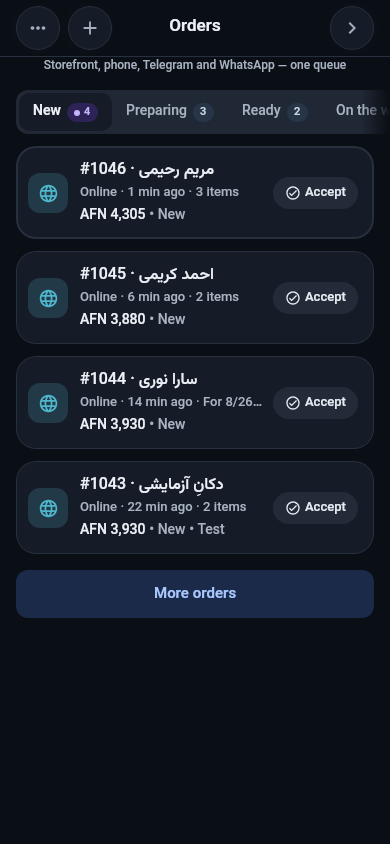 Orders
Storefront, phone, Telegram and WhatsApp — one queue
New 4 Preparing 3 Ready 2 On the w
#1046 · مریم رحیمی
Online · 1 min ago · 3 items
AFN 4,305 • New
Accept
#1045 · احمد کریمی
Online · 6 min ago · 2 items
AFN 3,880 • New
Accept
#1044 · سارا نوری
Online · 14 min ago · For 8/26…
AFN 3,930 • New
Accept
#1043 · دکانِ آزمایشی
Online · 22 min ago · 2 items
AFN 3,930 • New • Test
Accept
More orders